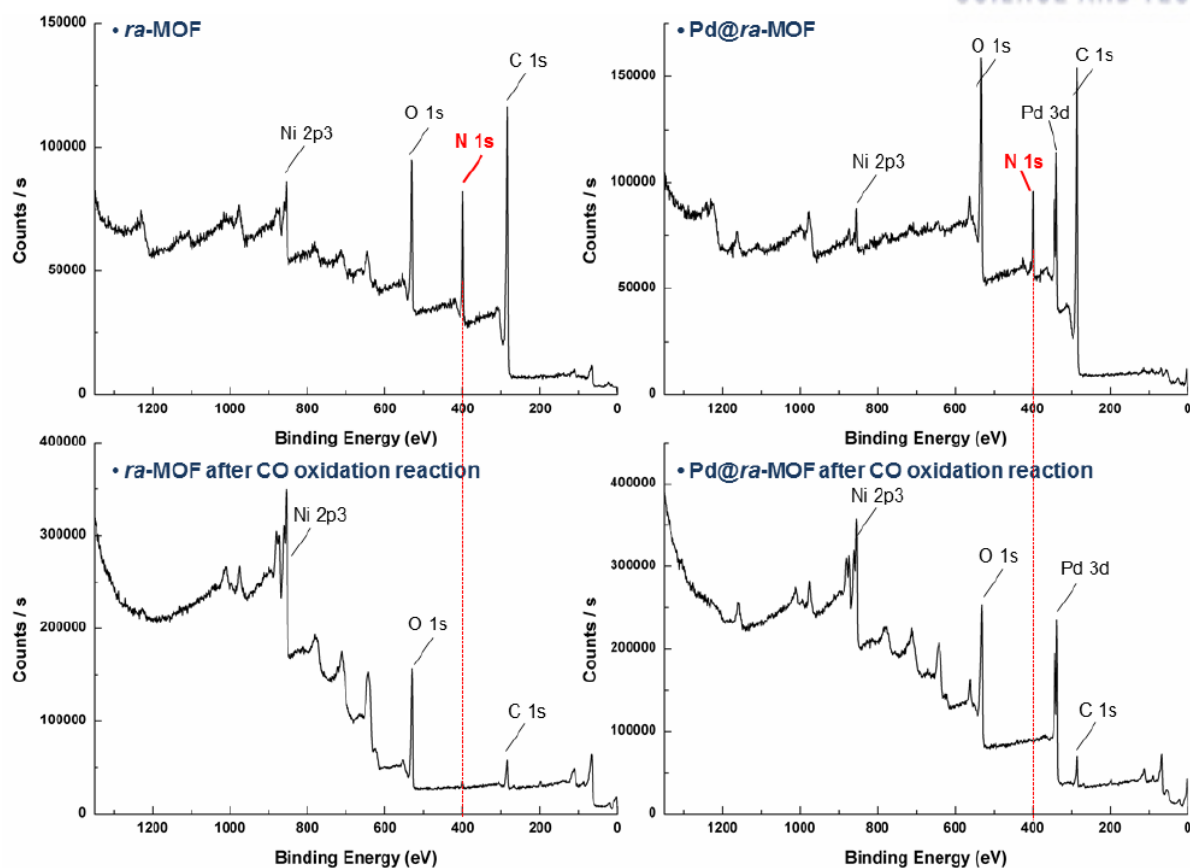 • ra-MOF
C 1s
O 1s
N 1s
Ni 2p3
Counts / s
150000
100000
50000
0
1200 1000 800 600 400 200 0
Binding Energy (eV)
• Pd@ra-MOF
O 1s
C 1s
Pd 3d
N 1s
Ni 2p3
Counts / s
150000
100000
50000
0
1200 1000 800 600 400 200 0
Binding Energy (eV)
• ra-MOF after CO oxidation reaction
Ni 2p3
O 1s
C 1s
Counts / s
400000
300000
200000
100000
0
1200 1000 800 600 400 200 0
Binding Energy (eV)
• Pd@ra-MOF after CO oxidation reaction
Ni 2p3
O 1s
Pd 3d
C 1s
Counts / s
400000
300000
200000
100000
0
1200 1000 800 600 400 200 0
Binding Energy (eV)